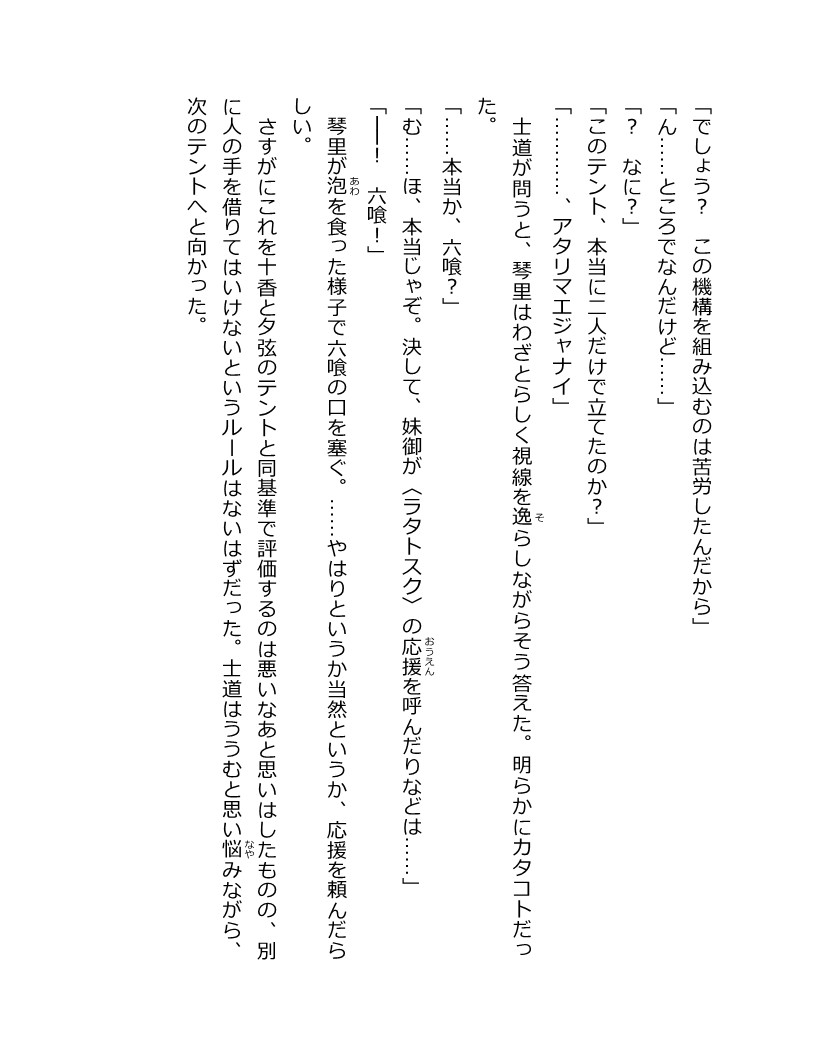 「でしょう？　この機構を組み込むのは苦労したんだから」
「ん……ところでなんだけど……」
「？　なに？」
「このテント、本当に二人だけで立てたのか？」
「…………、アタリマエジャナイ」
　士道が問うと、琴里はわざとらしく視線を逸らしながらそう答えた。明らかにカタコトだっ
た。
「……本当か、六喰？」
「む……ほ、本当じゃぞ。決して、妹御が〈ラタトスク〉の応援を呼んだりなどは……」
「――！　六喰！」
　琴里が泡を食った様子で六喰の口を塞ぐ。……やはりというか当然というか、応援を頼んだら
しい。
　さすがにこれを十香と夕弦のテントと同基準で評価するのは悪いなあと思いはしたものの、別
に人の手を借りてはいけないというルールはないはずだった。士道はううむと思い悩みながら、
次のテントへと向かった。
そ
おうえん
あわ
なや